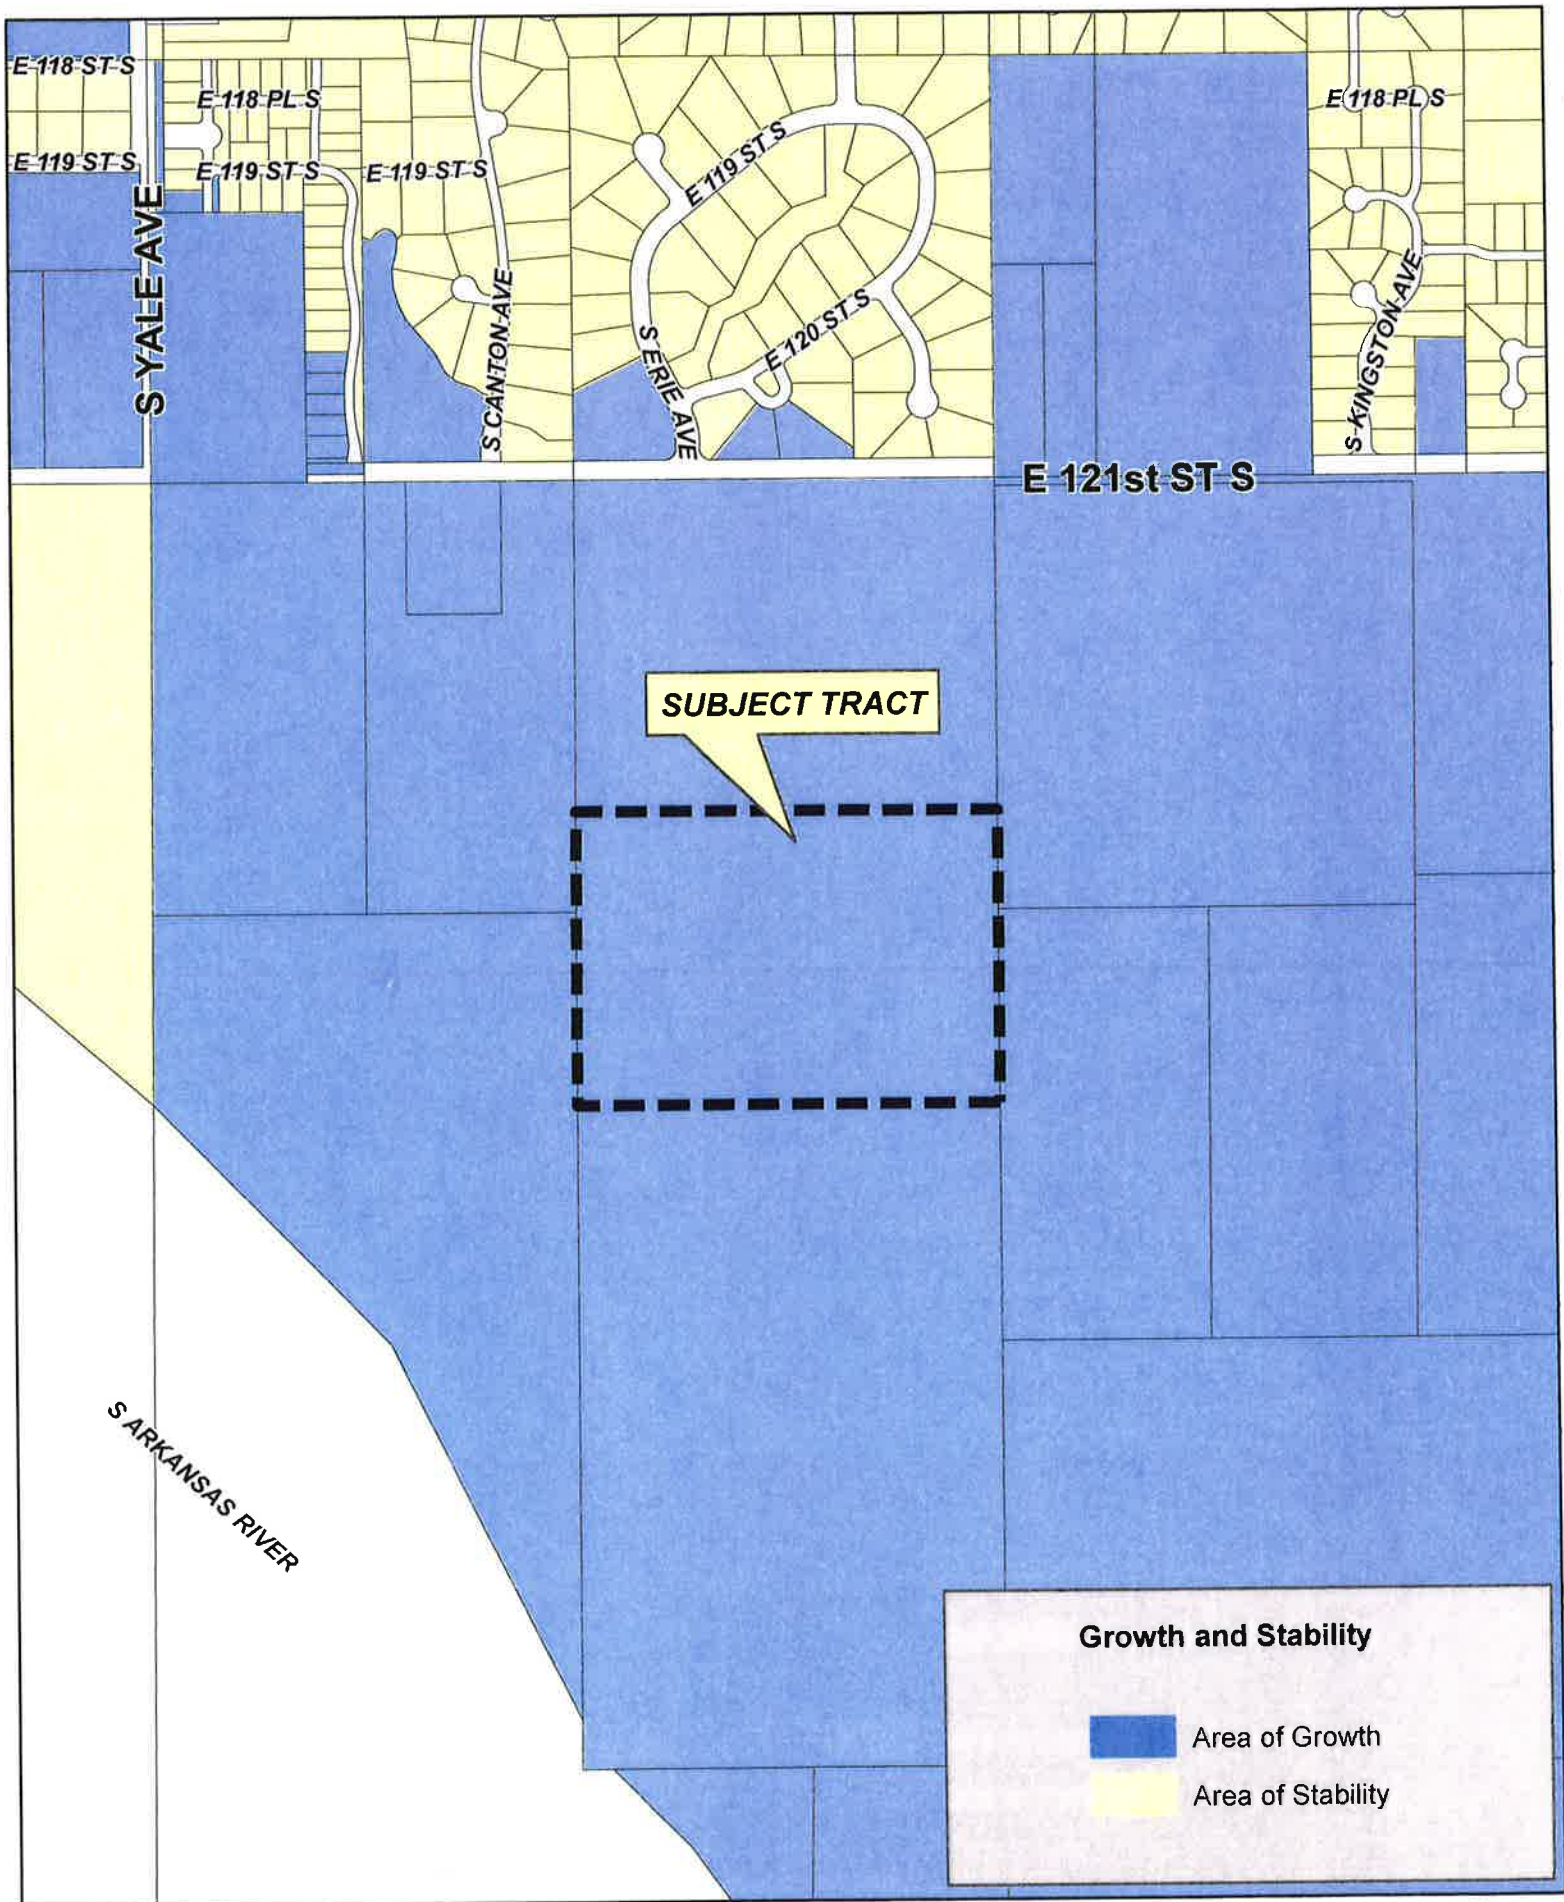 E 118 ST S
E 118 PL S
E 118 PL S
E 119 ST S
E 119 ST S
E 119 ST S
E 119 ST S
S YALE AVE
S CANTON AVE
S ERIE AVE
E 120 ST S
S KINGSTON AVE
E 121st ST S
SUBJECT TRACT
S ARKANSAS RIVER
Growth and Stability
Area of Growth
Area of Stability